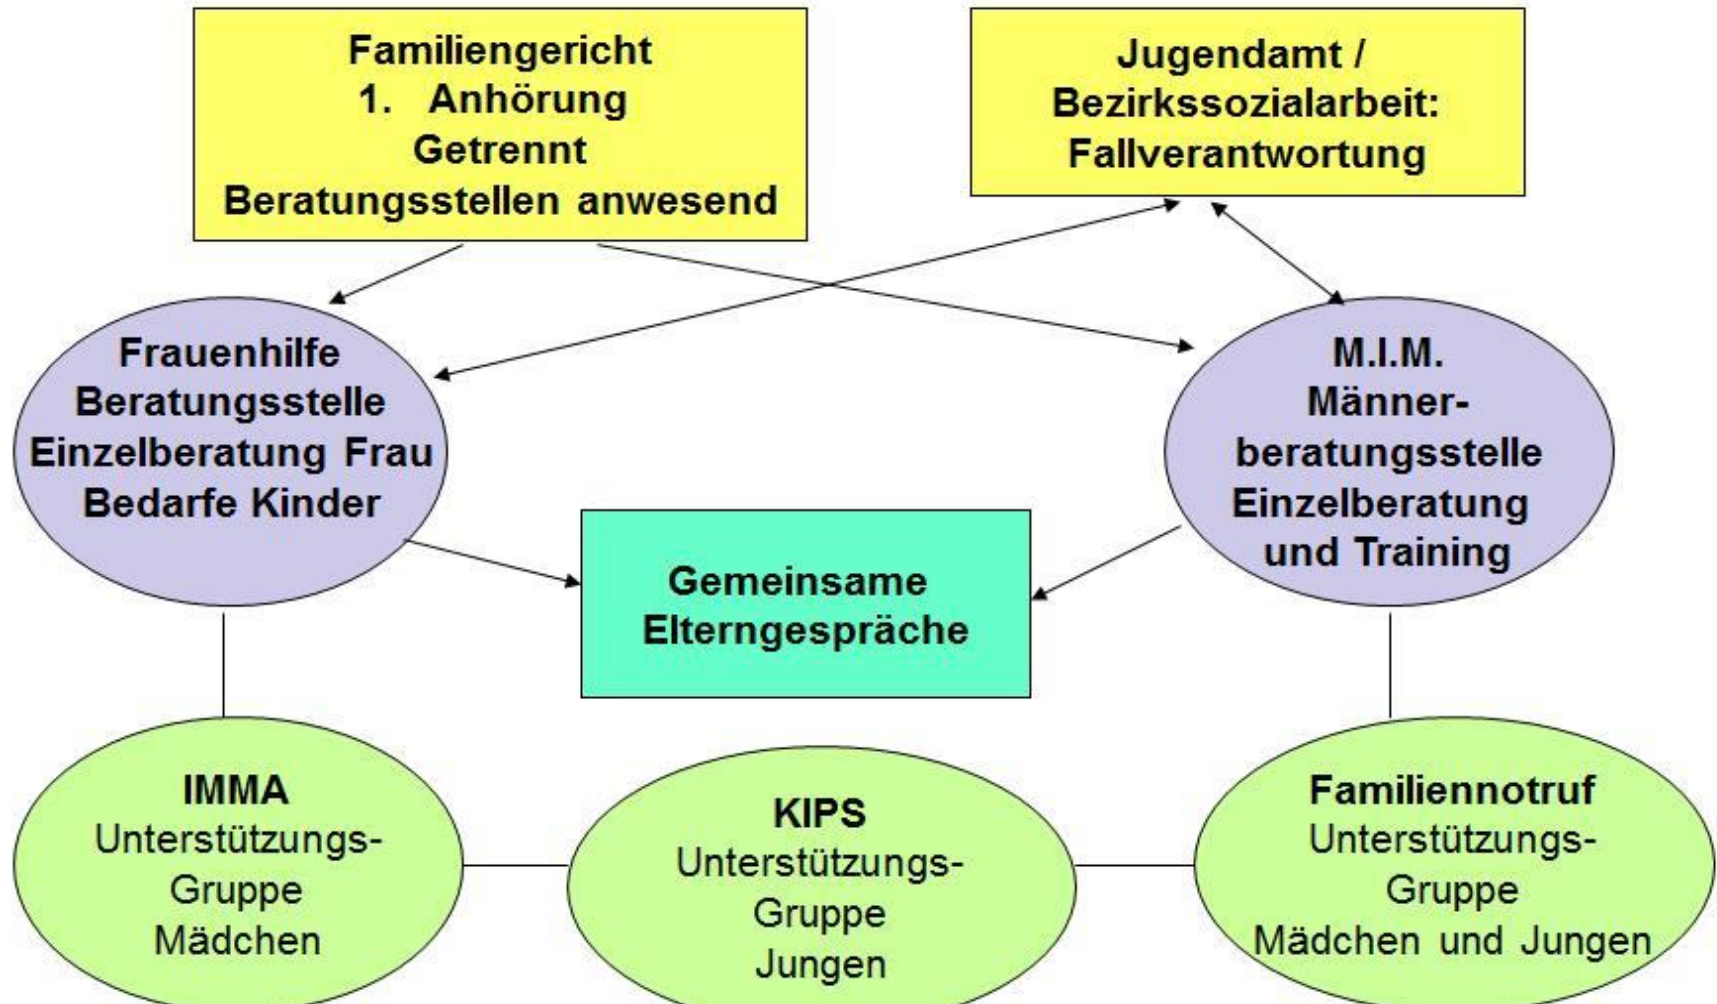 Familiengericht
1. Anhörung
Getrennt
Beratungsstellen anwesend
Jugendamt /
Bezirkssozialarbeit:
Fallverantwortung
Frauenhilfe
Beratungsstelle
Einzelberatung Frau
Bedarfe Kinder
M.I.M.
Männer-
beratungsstelle
Einzelberatung
und Training
Gemeinsame
Elterngespräche
IMMA
Unterstützungs-
Gruppe
Mädchen
KIPS
Unterstützungs-
Gruppe
Jungen
Familiennotruf
Unterstützungs-
Gruppe
Mädchen und Jungen